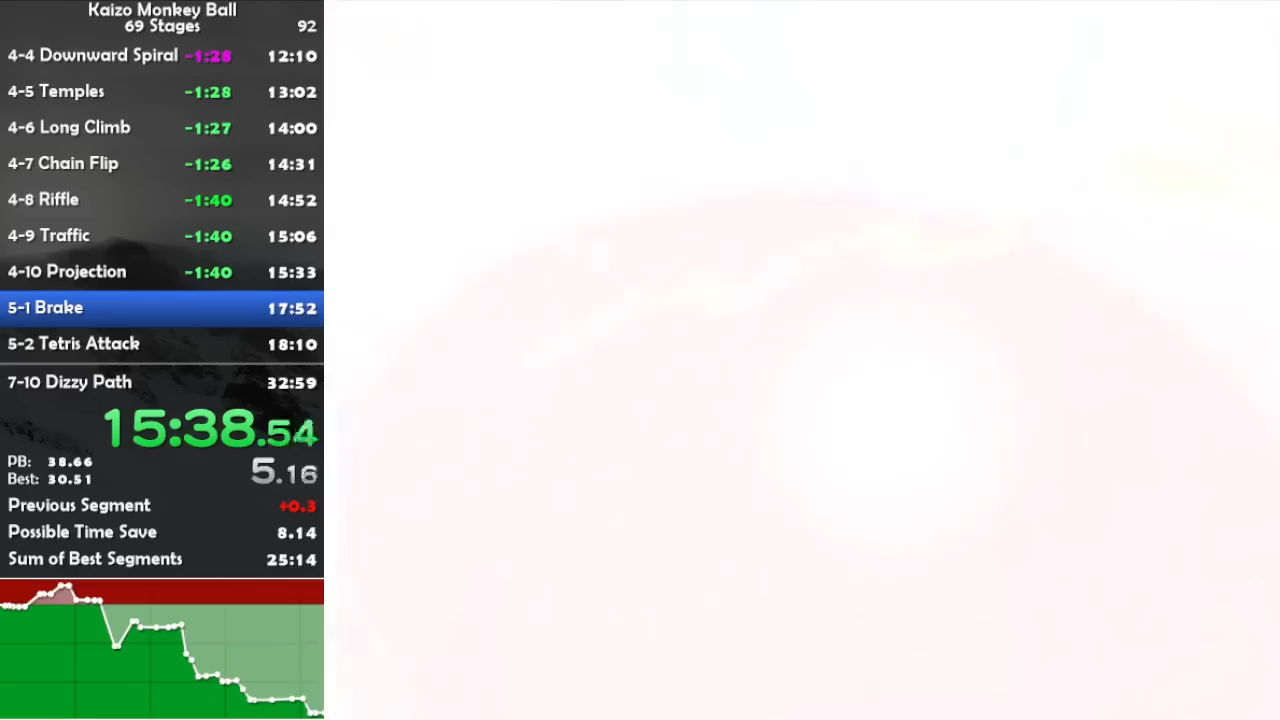 Kaizo Monkey Ball
69 Stages 92
4-4 Downward Spiral -1:28 12:10
4-5 Temples -1:28 13:02
4-6 Long Climb -1:27 14:00
4-7 Chain Flip -1:26 14:31
4-8 Riffle -1:40 14:52
4-9 Traffic -1:40 15:06
4-10 Projection -1:40 15:33
5-1 Brake 17:52
5-2 Tetris Attack 18:10
7-10 Dizzy Path 32:59
15:38.54
PB: 38.66 5.16
Best: 30.51
Previous Segment +0.3
Possible Time Save 8.14
Sum of Best Segments 25:14